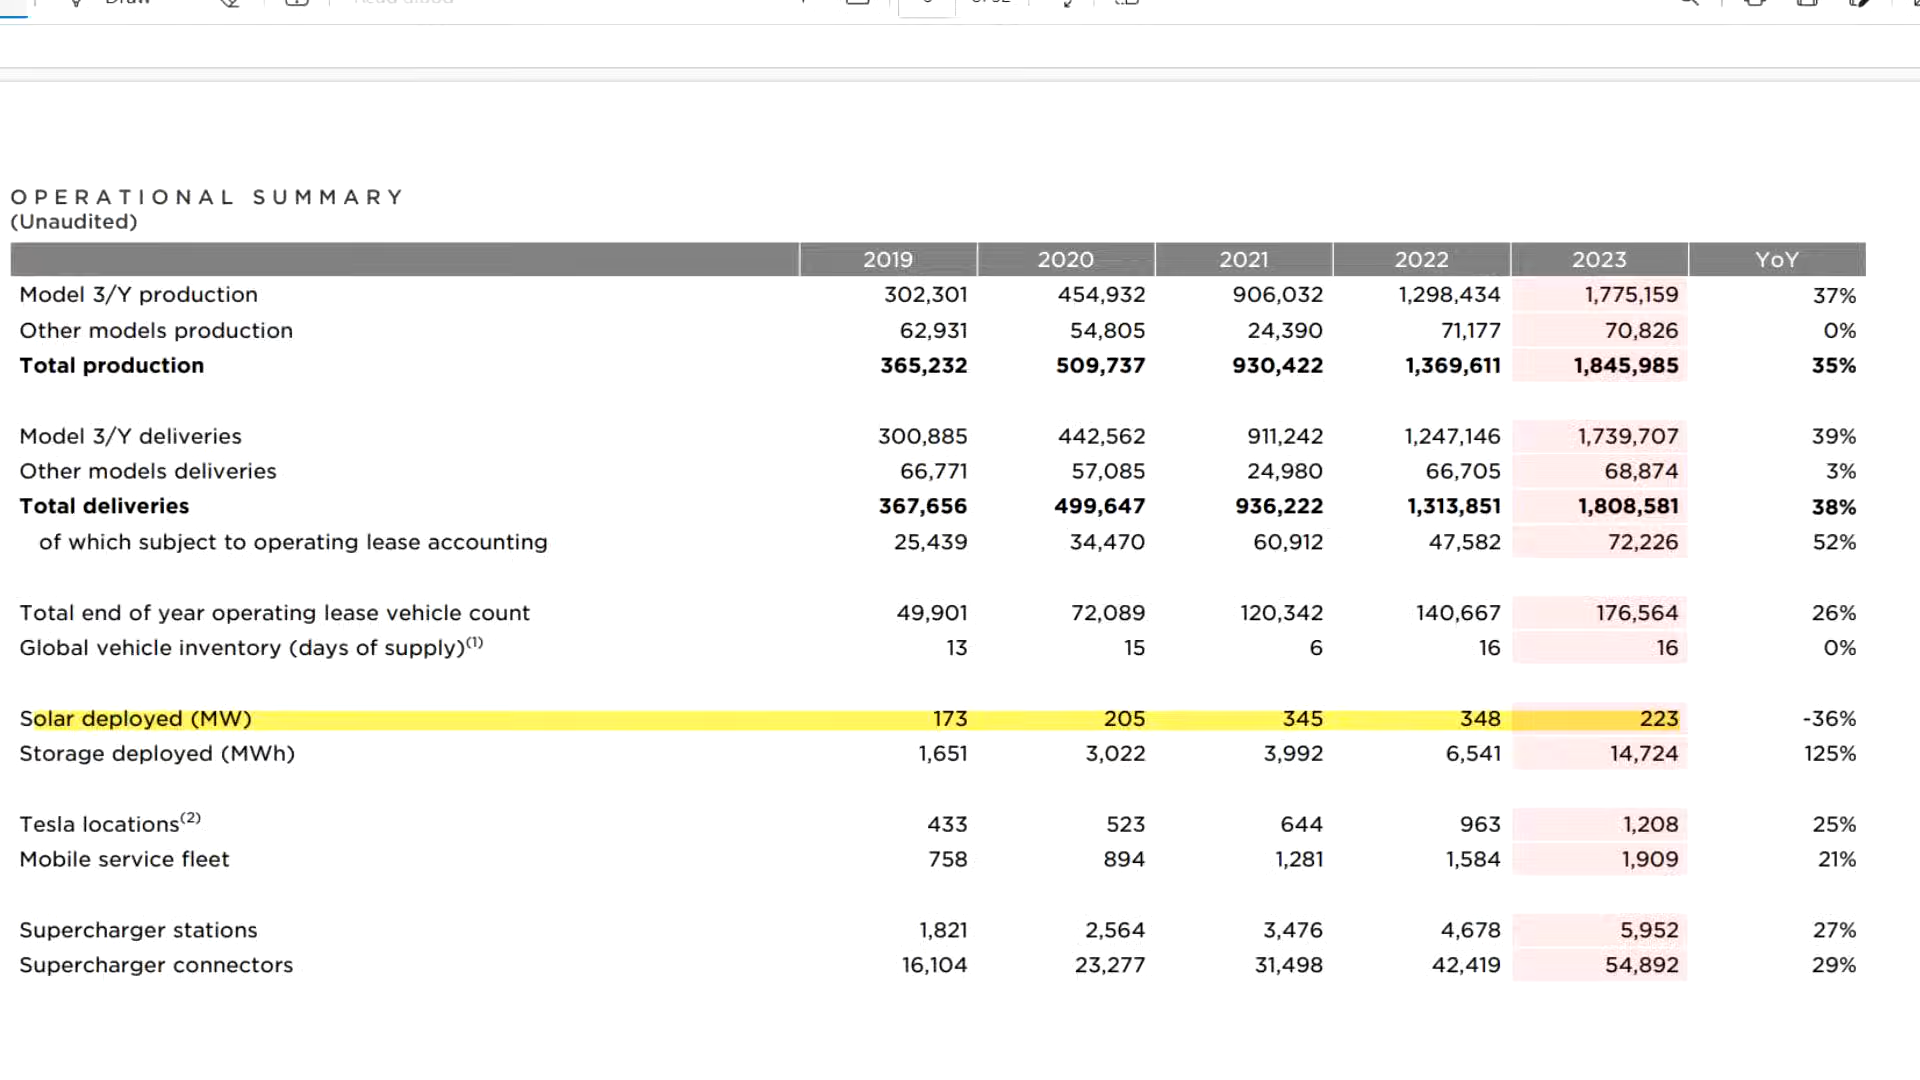 OPERATIONAL SUMMARY
(Unaudited)
2019 2020 2021 2022 2023 YoY
Model 3/Y production 302,301 454,932 906,032 1,298,434 1,775,159 37%
Other models production 62,931 54,805 24,390 71,177 70,826 0%
Total production 365,232 509,737 930,422 1,369,611 1,845,985 35%
Model 3/Y deliveries 300,885 442,562 911,242 1,247,146 1,739,707 39%
Other models deliveries 66,771 57,085 24,980 66,705 68,874 3%
Total deliveries 367,656 499,647 936,222 1,313,851 1,808,581 38%
of which subject to operating lease accounting 25,439 34,470 60,912 47,582 72,226 52%
Total end of year operating lease vehicle count 49,901 72,089 120,342 140,667 176,564 26%
Global vehicle inventory (days of supply)(1) 13 15 6 16 16 0%
Solar deployed (MW) 173 205 345 348 223 -36%
Storage deployed (MWh) 1,651 3,022 3,992 6,541 14,724 125%
Tesla locations(2) 433 523 644 963 1,208 25%
Mobile service fleet 758 894 1,281 1,584 1,909 21%
Supercharger stations 1,821 2,564 3,476 4,678 5,952 27%
Supercharger connectors 16,104 23,277 31,498 42,419 54,892 29%